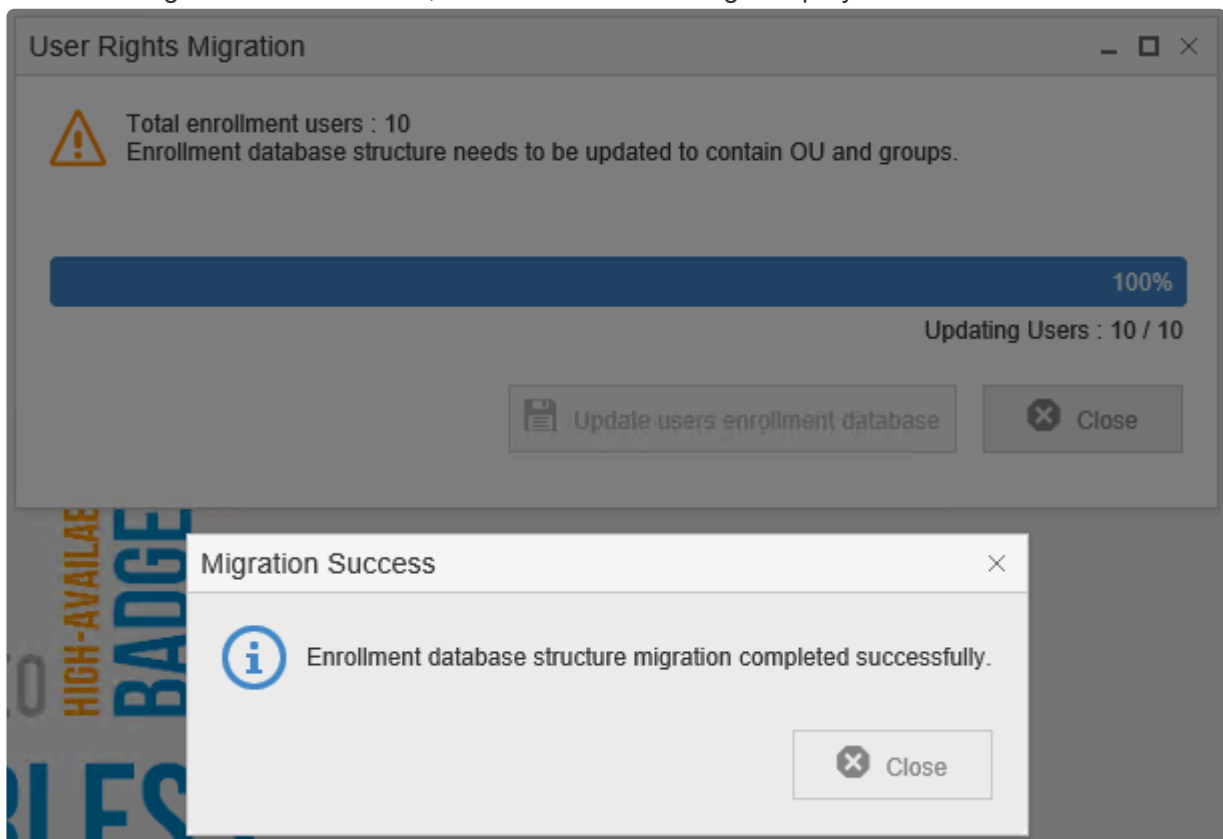 User Rights Migration
Total enrollment users : 10
Enrollment database structure needs to be updated to contain OU and groups.
100%
Updating Users : 10 / 10
Update users enrollment database
Close
HIGH-AVAILAB
BADGE
Migration Success
Enrollment database structure migration completed successfully.
Close